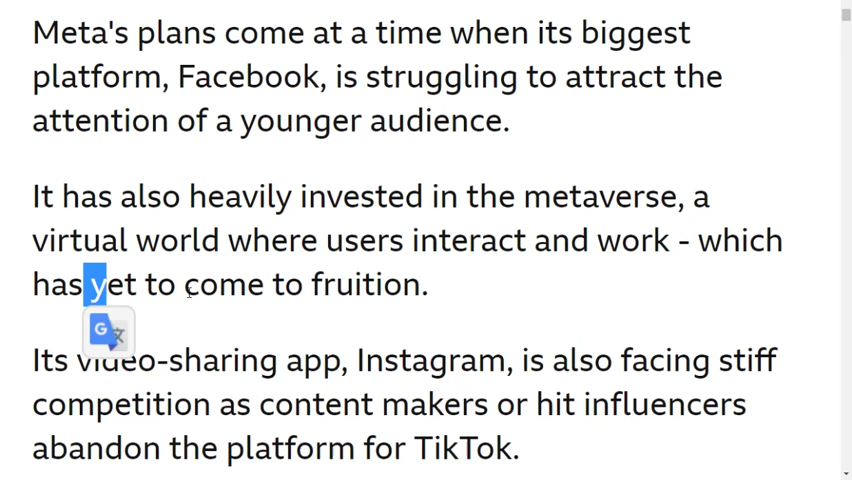 Meta's plans come at a time when its biggest
platform, Facebook, is struggling to attract the
attention of a younger audience.
It has also heavily invested in the metaverse, a
virtual world where users interact and work - which
has yet to come to fruition.
Its video-sharing app, Instagram, is also facing stiff
competition as content makers or hit influencers
abandon the platform for TikTok.